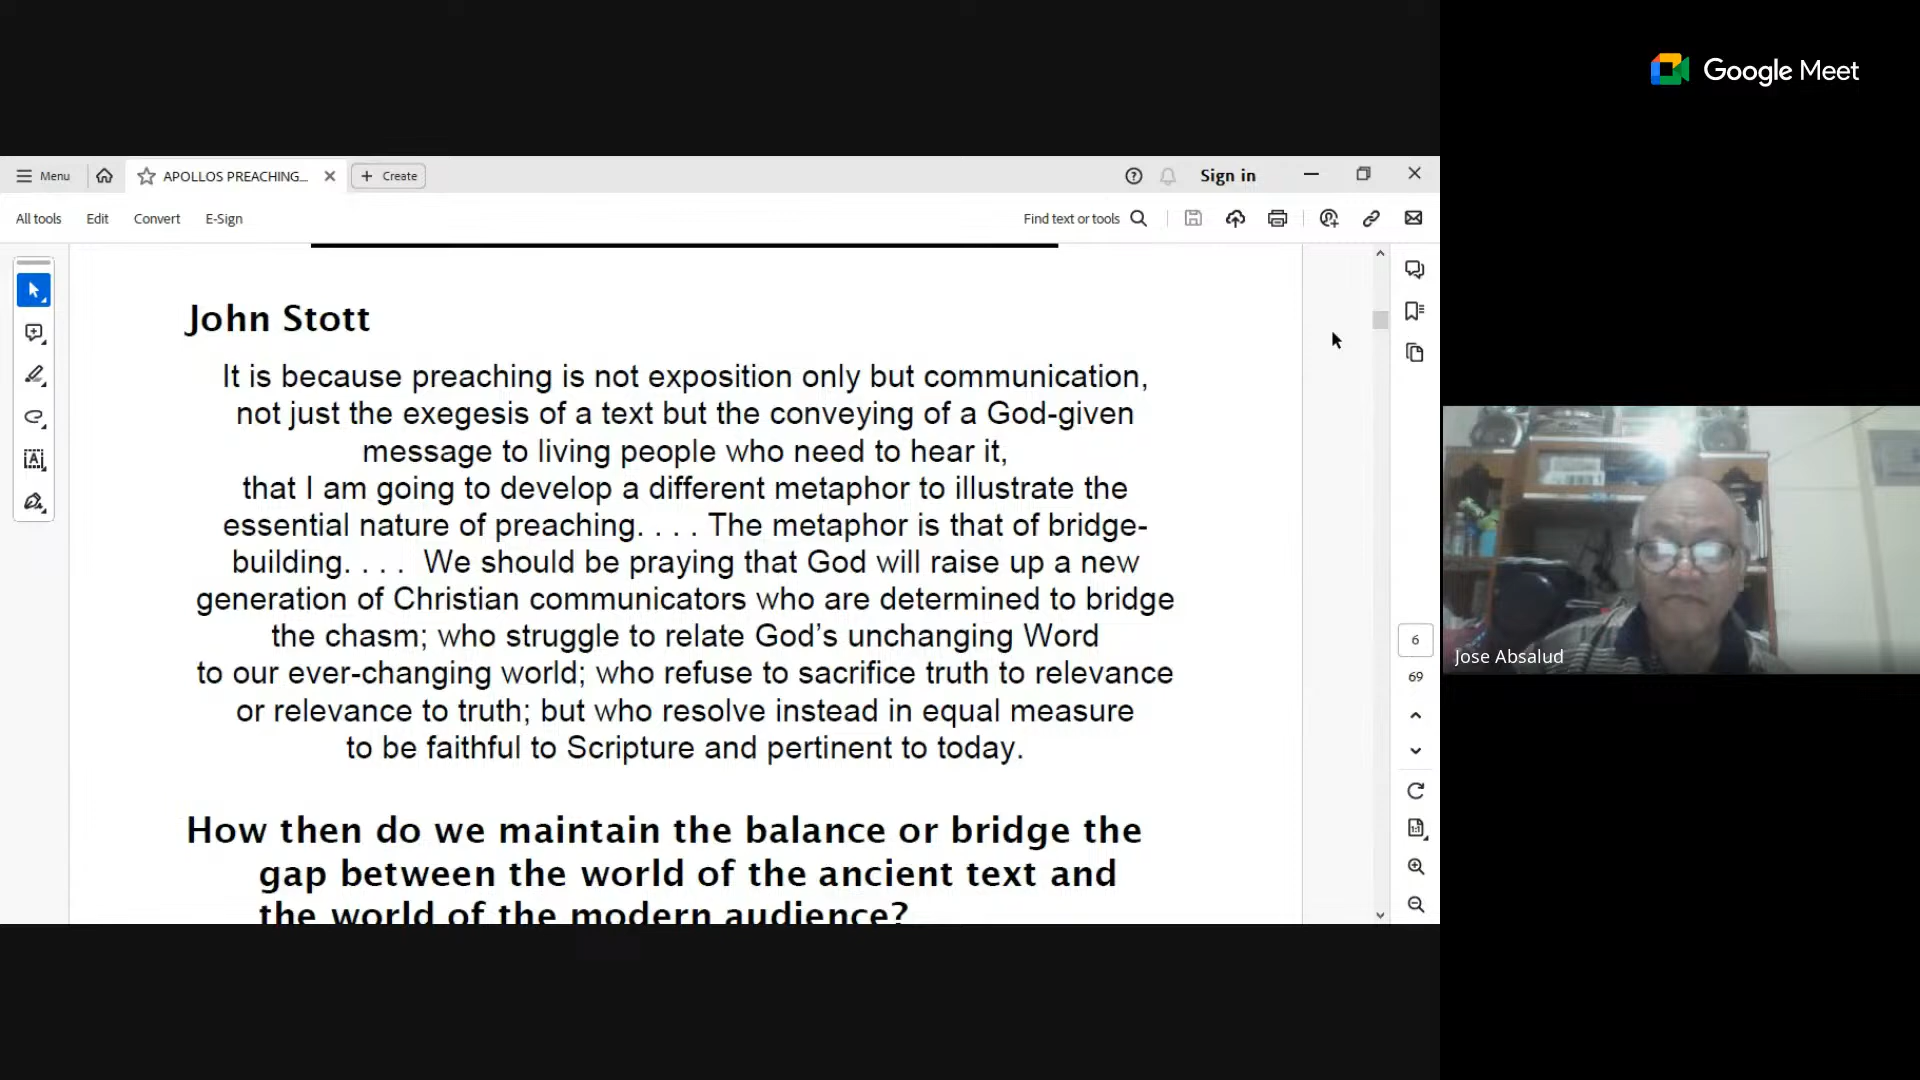 Google Meet
Menu
APOLLOS PREACHING...
Create
Sign in
All tools
Edit
Convert
E-Sign
Find text or tools
John Stott
It is because preaching is not exposition only but communication,
not just the exegesis of a text but the conveying of a God-given
message to living people who need to hear it,
that I am going to develop a different metaphor to illustrate the
essential nature of preaching. . . . The metaphor is that of bridge-
building. . . . We should be praying that God will raise up a new
generation of Christian communicators who are determined to bridge
the chasm; who struggle to relate God’s unchanging Word
to our ever-changing world; who refuse to sacrifice truth to relevance
or relevance to truth; but who resolve instead in equal measure
to be faithful to Scripture and pertinent to today.
How then do we maintain the balance or bridge the
gap between the world of the ancient text and
the world of the modern audience?
6
69
Jose Absalud